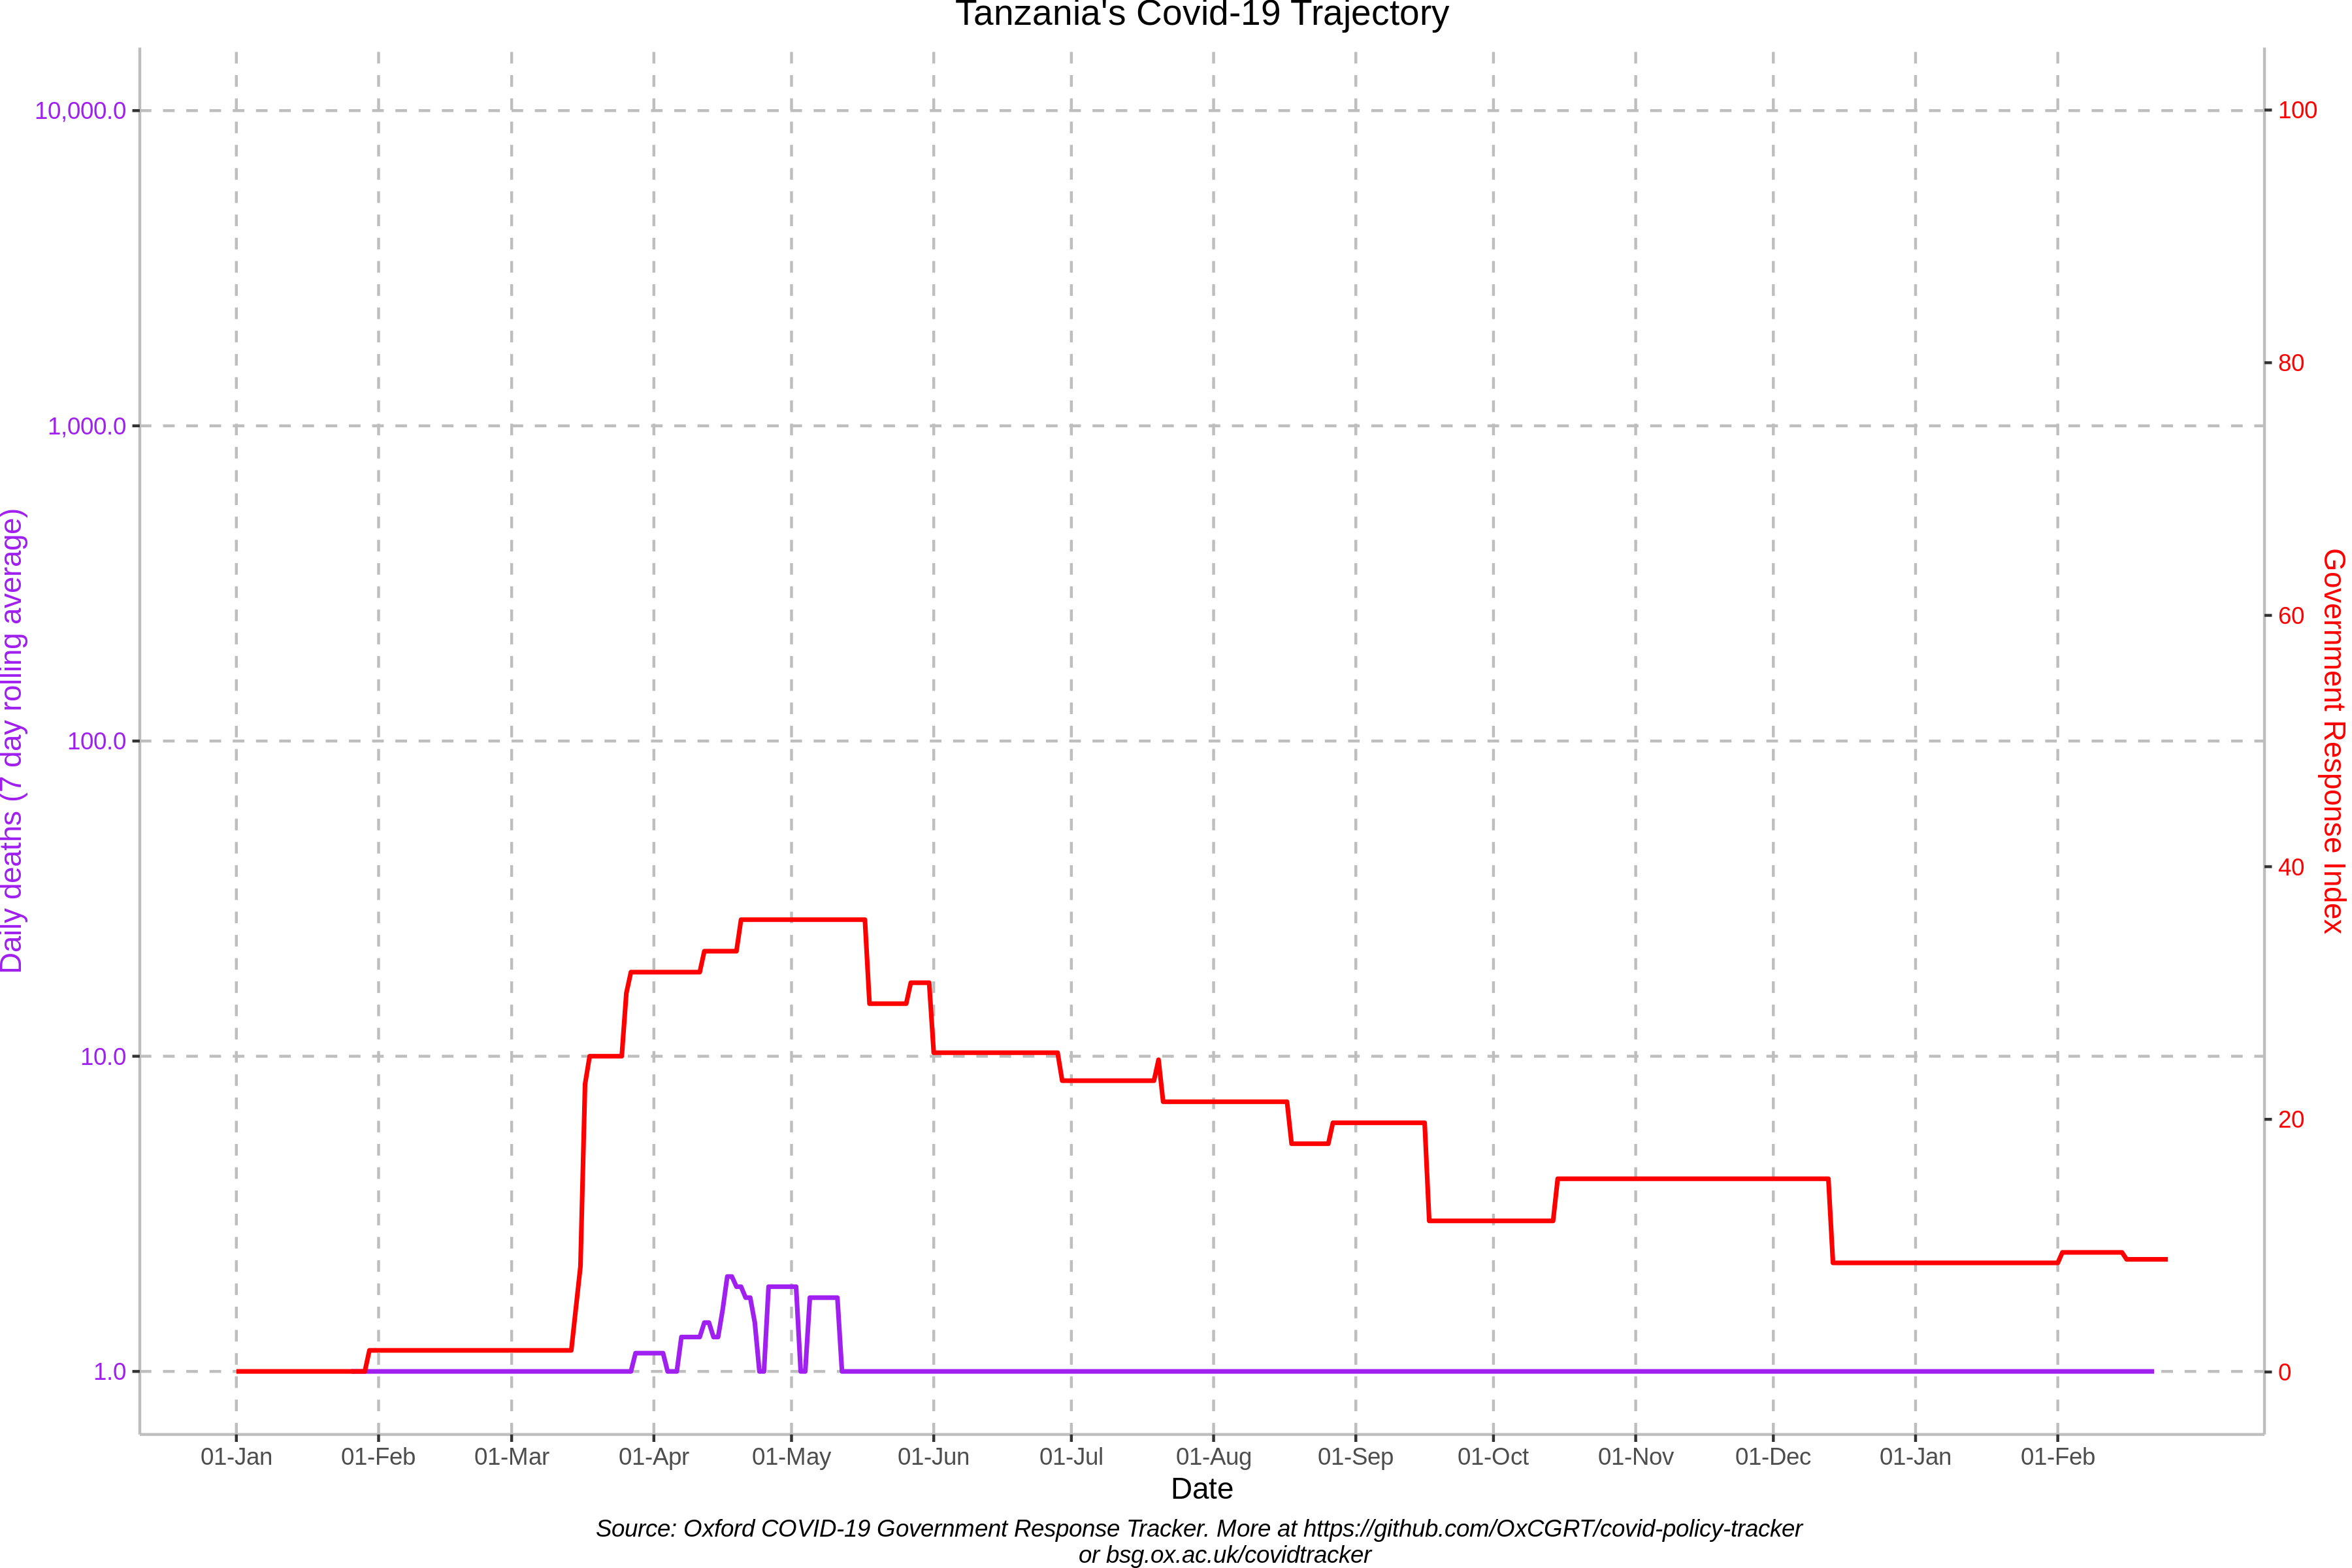 Tanzania's Covid-19 Trajectory
10,000.0
1,000.0
100.0
10.0
1.0
Daily deaths (7 day rolling average)
100
80
60
40
20
0
Government Response Index
01-Jan 01-Feb 01-Mar 01-Apr 01-May 01-Jun 01-Jul 01-Aug 01-Sep 01-Oct 01-Nov 01-Dec 01-Jan 01-Feb
Date
Source: Oxford COVID-19 Government Response Tracker. More at https://github.com/OxCGRT/covid-policy-tracker
or bsg.ox.ac.uk/covidtracker